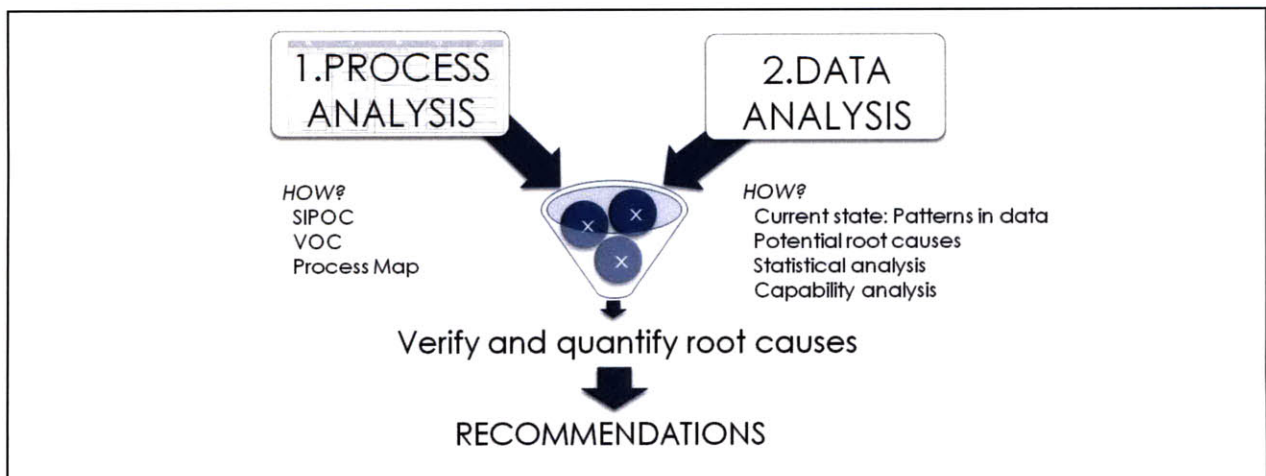 1.PROCESS
ANALYSIS
2.DATA
ANALYSIS
HOW?
SIPOC
VOC
Process Map
X
X
X
HOW?
Current state: Patterns in data
Potential root causes
Statistical analysis
Capability analysis
Verify and quantify root causes
RECOMMENDATIONS